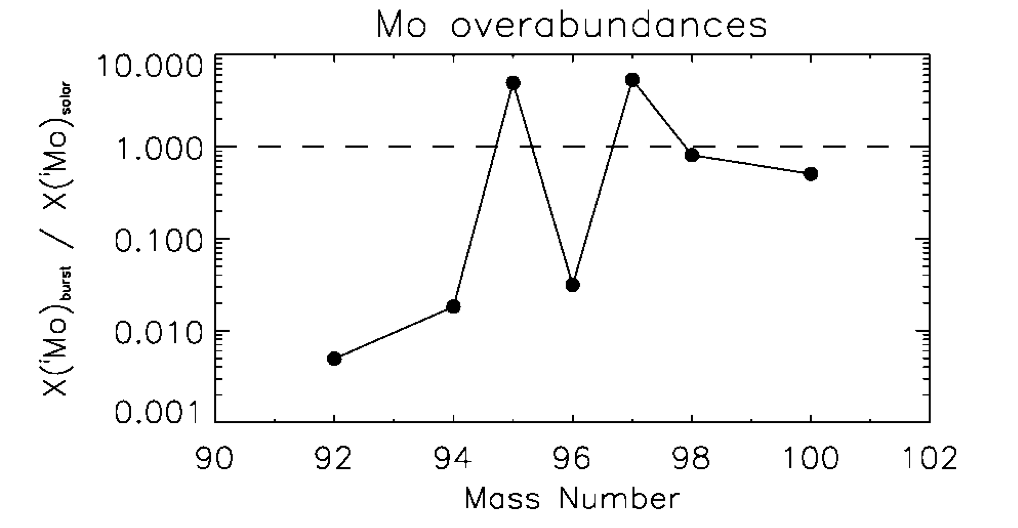 Mo overabundances
X(ⁱMo)burst / X(ⁱMo)solar
10.000
1.000
0.100
0.010
0.001
90 92 94 96 98 100 102
Mass Number